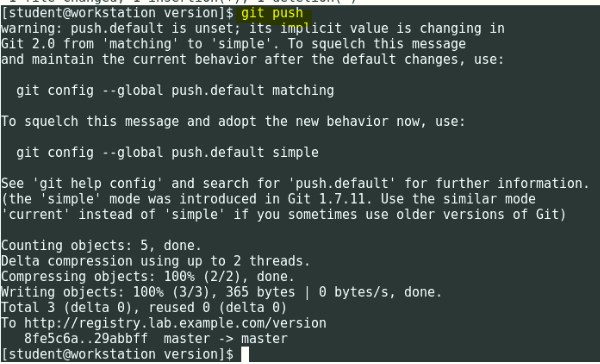 1 file changed, 1 insertion(+), 1 deletion(-)
[student@workstation version]$ git push
warning: push.default is unset; its implicit value is changing in
Git 2.0 from 'matching' to 'simple'. To squelch this message
and maintain the current behavior after the default changes, use:
git config --global push.default matching
To squelch this message and adopt the new behavior now, use:
git config --global push.default simple
See 'git help config' and search for 'push.default' for further information.
(the 'simple' mode was introduced in Git 1.7.11. Use the similar mode
'current' instead of 'simple' if you sometimes use older versions of Git)
Counting objects: 5, done.
Delta compression using up to 2 threads.
Compressing objects: 100% (2/2), done.
Writing objects: 100% (3/3), 365 bytes | 0 bytes/s, done.
Total 3 (delta 0), reused 0 (delta 0)
To http://registry.lab.example.com/version
8fe5c6a..29abbff  master -> master
[student@workstation version]$